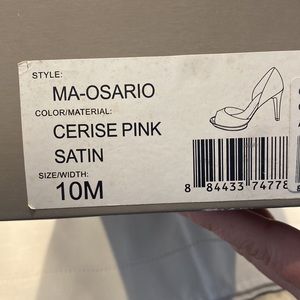 STYLE:
MA-OSARIO
COLOR/MATERIAL:
CERISE PINK
SATIN
SIZE/WIDTH:
10M
8 84433 74778